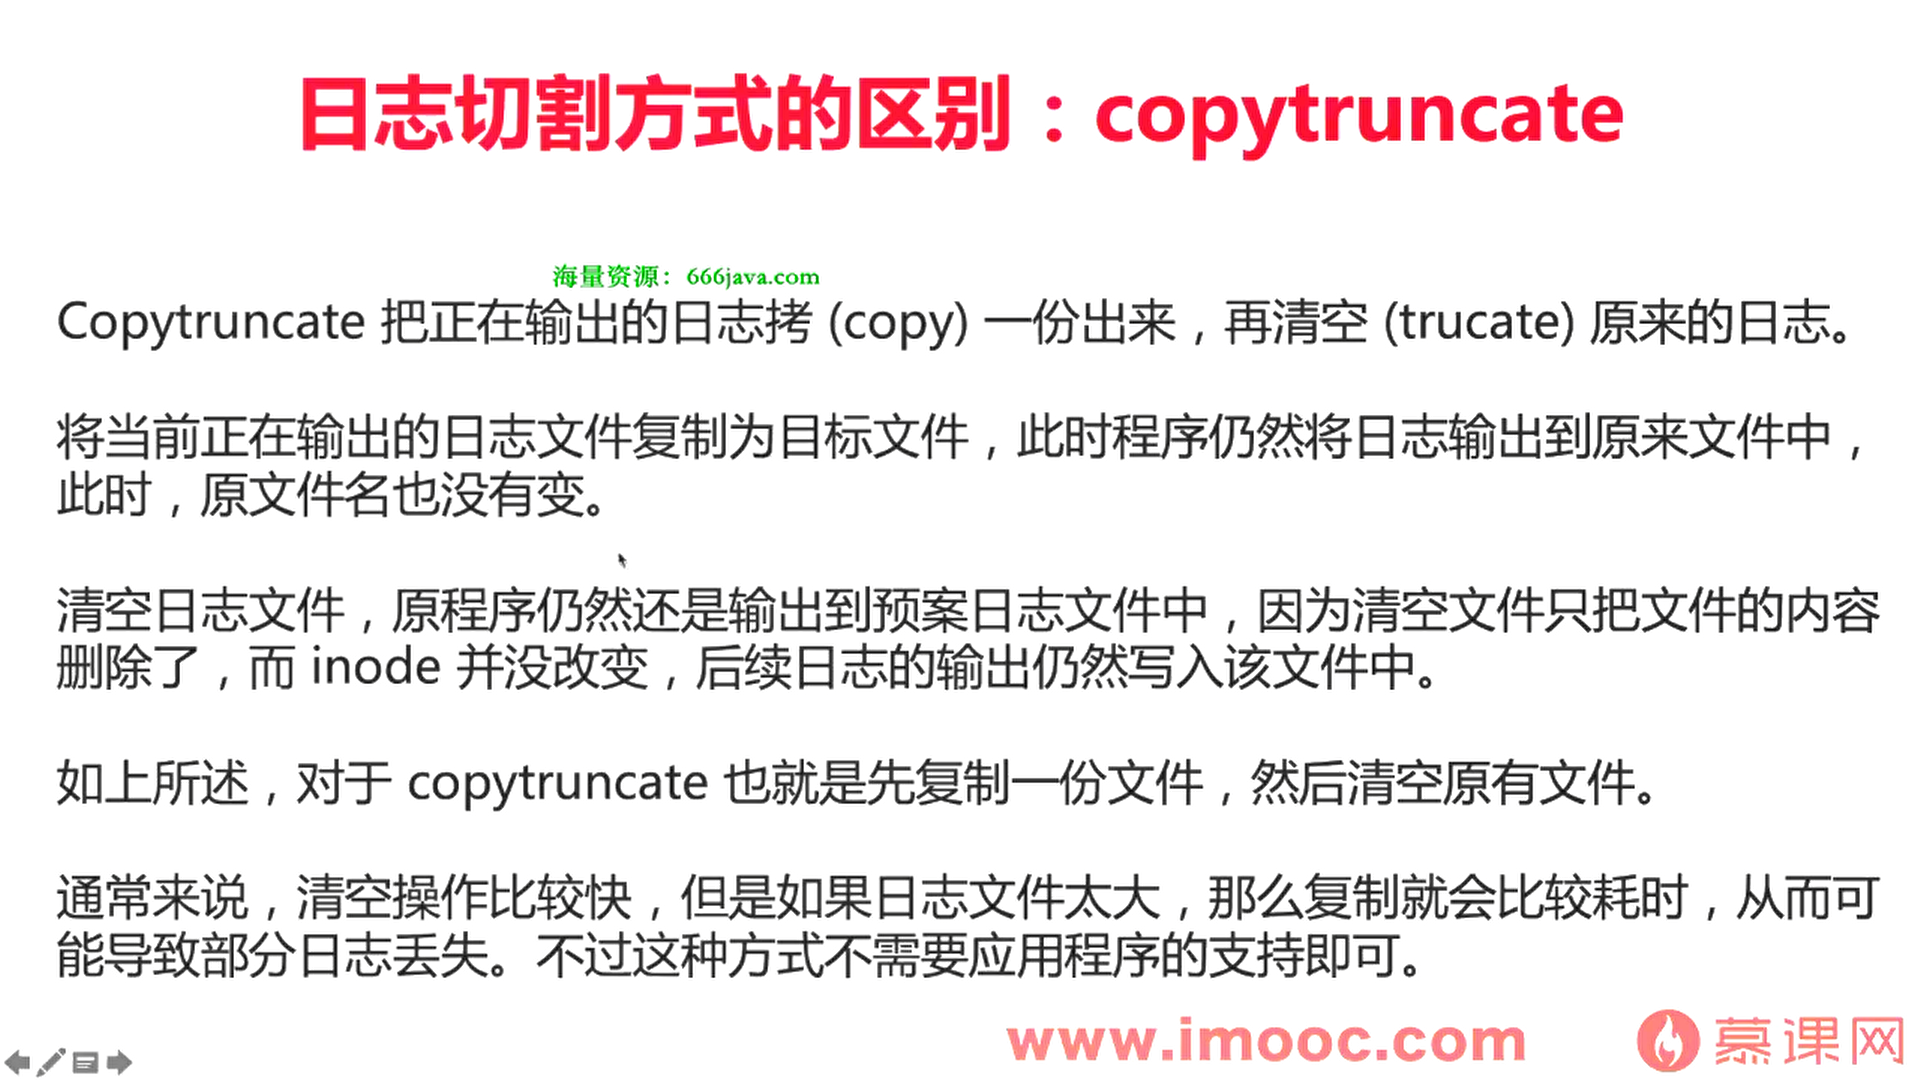 日志切割方式的区别：copytruncate
海量资源：666java.com
Copytruncate 把正在输出的日志拷 (copy) 一份出来，再清空 (trucate) 原来的日志。
将当前正在输出的日志文件复制为目标文件，此时程序仍然将日志输出到原来文件中，
此时，原文件名也没有变。
清空日志文件，原程序仍然还是输出到预案日志文件中，因为清空文件只把文件的内容
删除了，而 inode 并没改变，后续日志的输出仍然写入该文件中。
如上所述，对于 copytruncate 也就是先复制一份文件，然后清空原有文件。
通常来说，清空操作比较快，但是如果日志文件太大，那么复制就会比较耗时，从而可
能导致部分日志丢失。不过这种方式不需要应用程序的支持即可。
www.imooc.com
慕课网